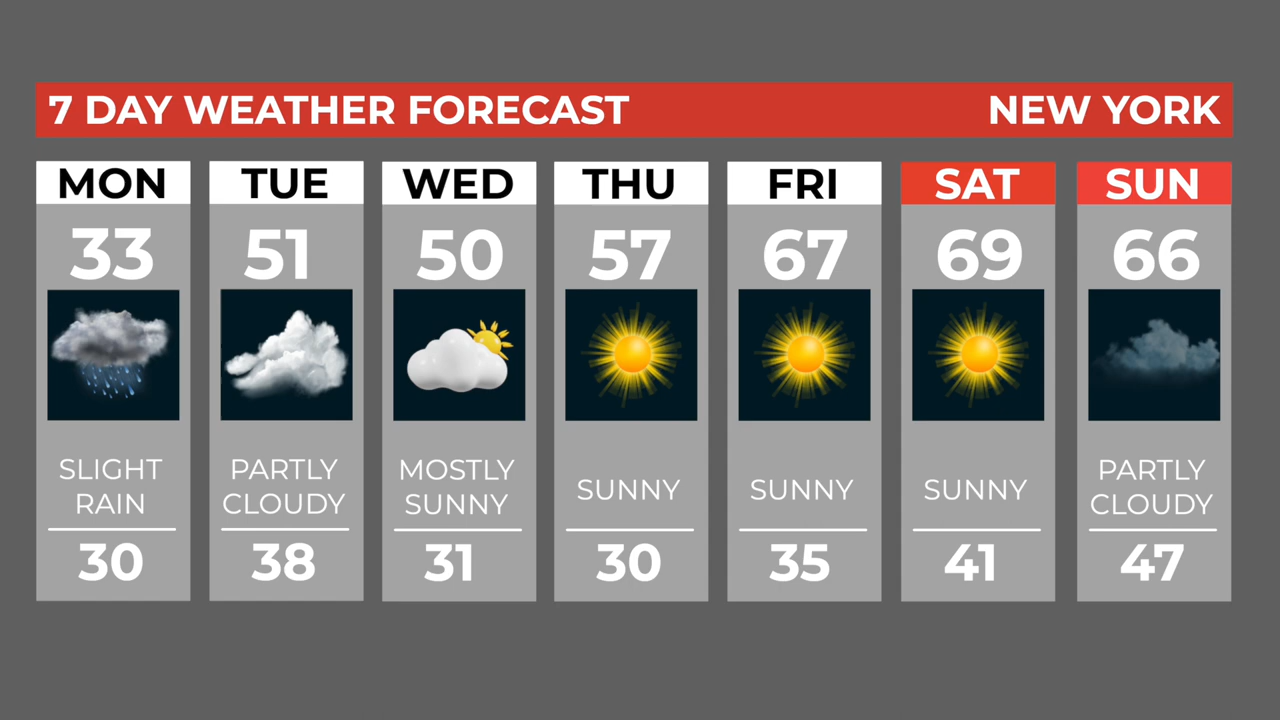 7 DAY WEATHER FORECAST
NEW YORK
MON
33
SLIGHT
RAIN
30
TUE
51
PARTLY
CLOUDY
38
WED
50
MOSTLY
SUNNY
31
THU
57
SUNNY
30
FRI
67
SUNNY
35
SAT
69
SUNNY
41
SUN
66
PARTLY
CLOUDY
47